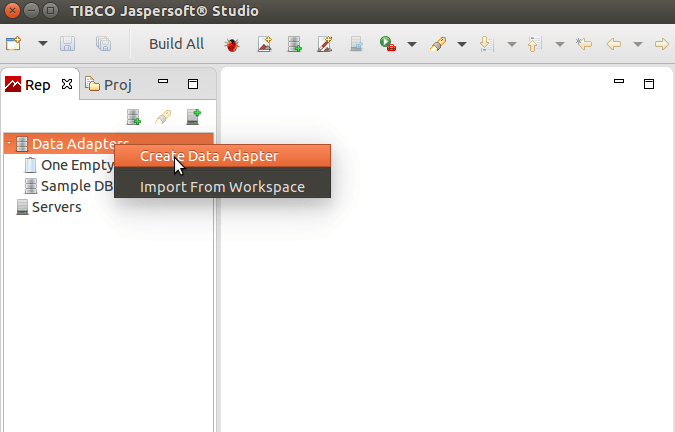 TIBCO Jaspersoft® Studio
Build All
Rep
Proj
Data Adapters
Create Data Adapter
One Empty
Import From Workspace
Sample DB
Servers